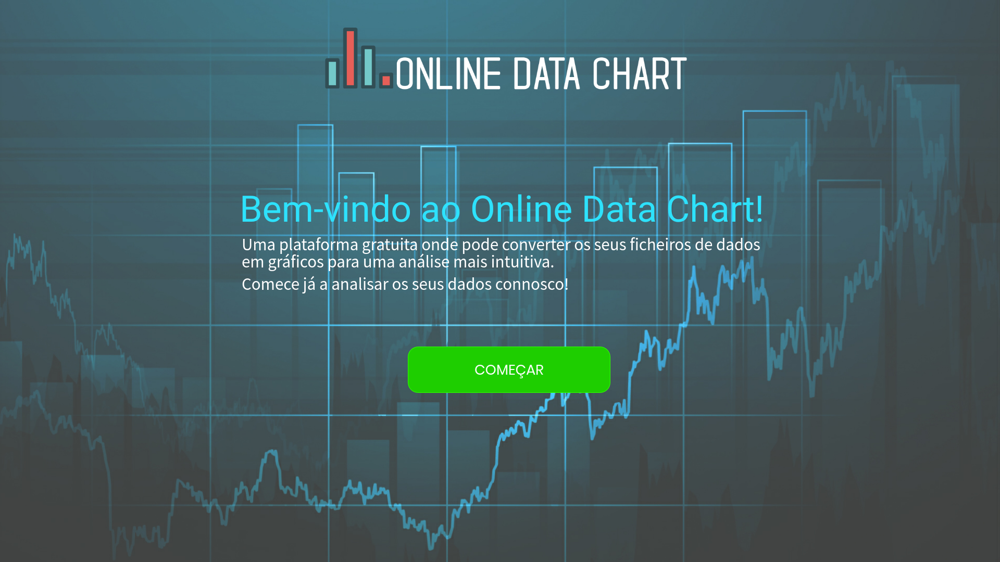 ONLINE DATA CHART
Bem-vindo ao Online Data Chart!
Uma plataforma gratuita onde pode converter os seus ficheiros de dados
em gráficos para uma análise mais intuitiva.
Comece já a analisar os seus dados connosco!
COMEÇAR